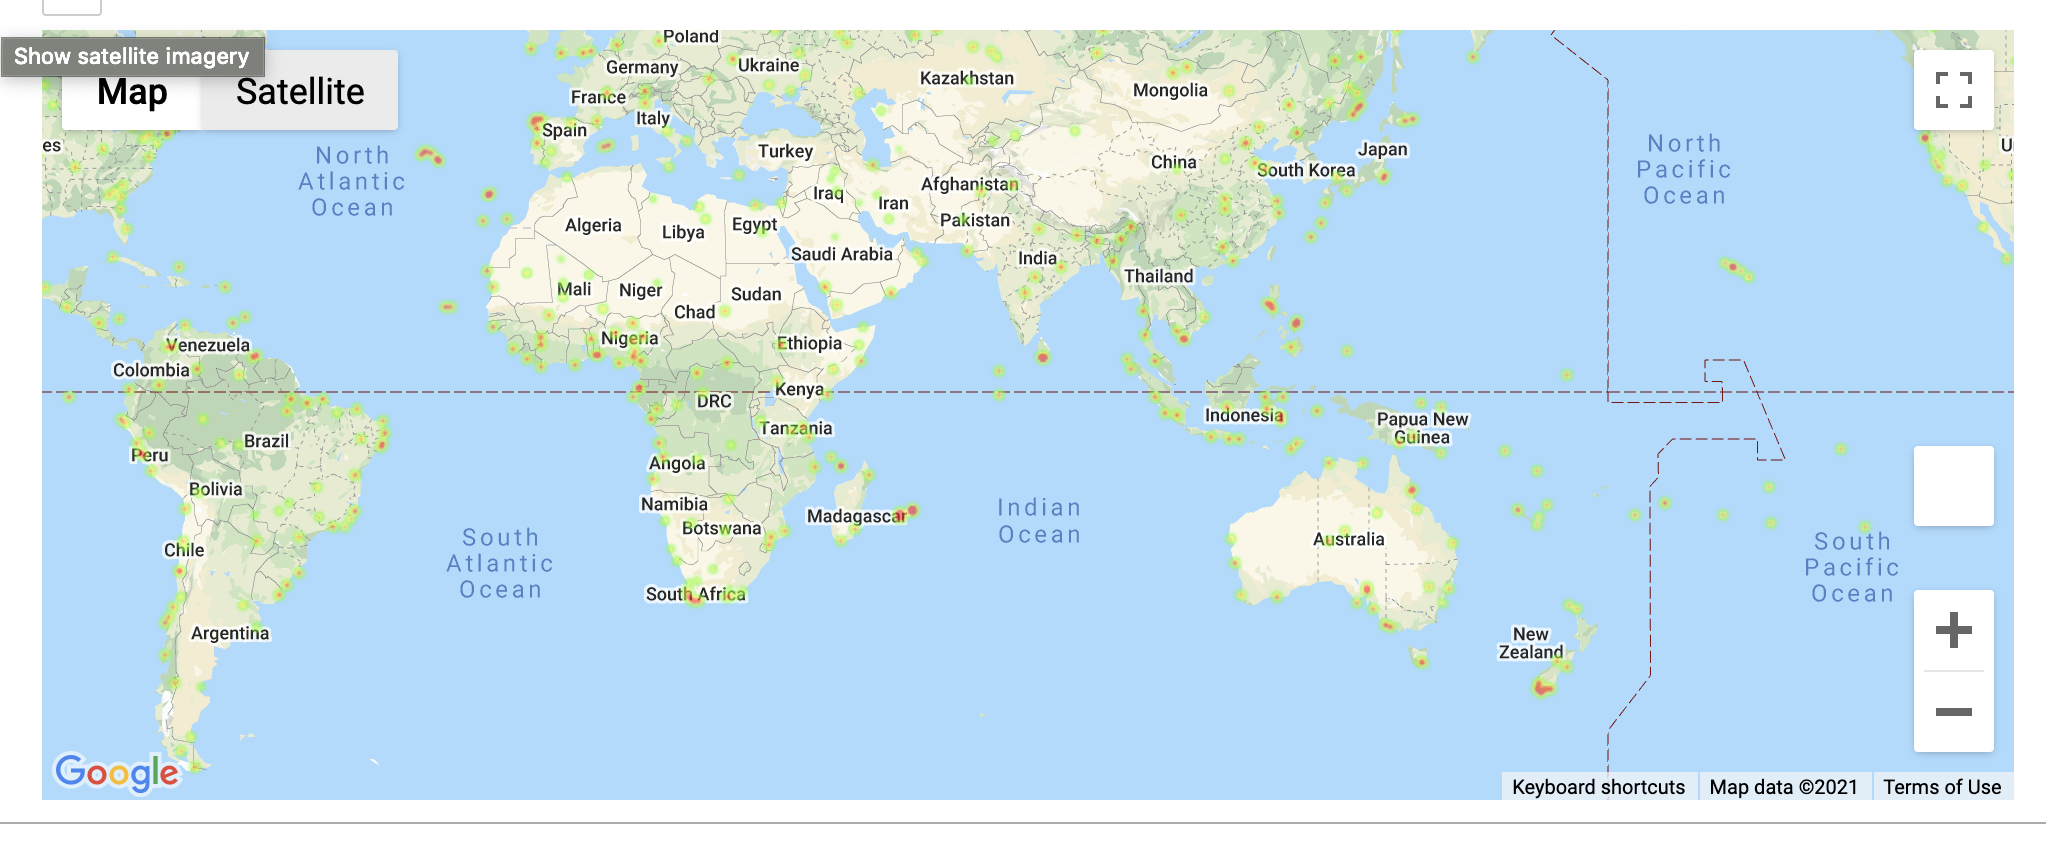 Show satellite imagery
Map
Satellite
Poland
Germany
Ukraine
Kazakhstan
Mongolia
France
Italy
Spain
es
North
Atlantic
Ocean
Turkey
China
Japan
South Korea
North
Pacific
Ocean
U
Afghanistan
Iraq
Iran
Pakistan
Algeria
Libya
Egypt
Saudi Arabia
India
Thailand
Mali
Niger
Sudan
Chad
Nigeria
Ethiopia
Venezuela
Colombia
Kenya
DRC
Indonesia
Papua New
Guinea
Tanzania
Brazil
Peru
Angola
Bolivia
Namibia
Botswana
Madagascar
Indian
Ocean
South
Atlantic
Ocean
Chile
Australia
South
Pacific
Ocean
South Africa
Argentina
New
Zealand
Google
Keyboard shortcuts
Map data ©2021
Terms of Use